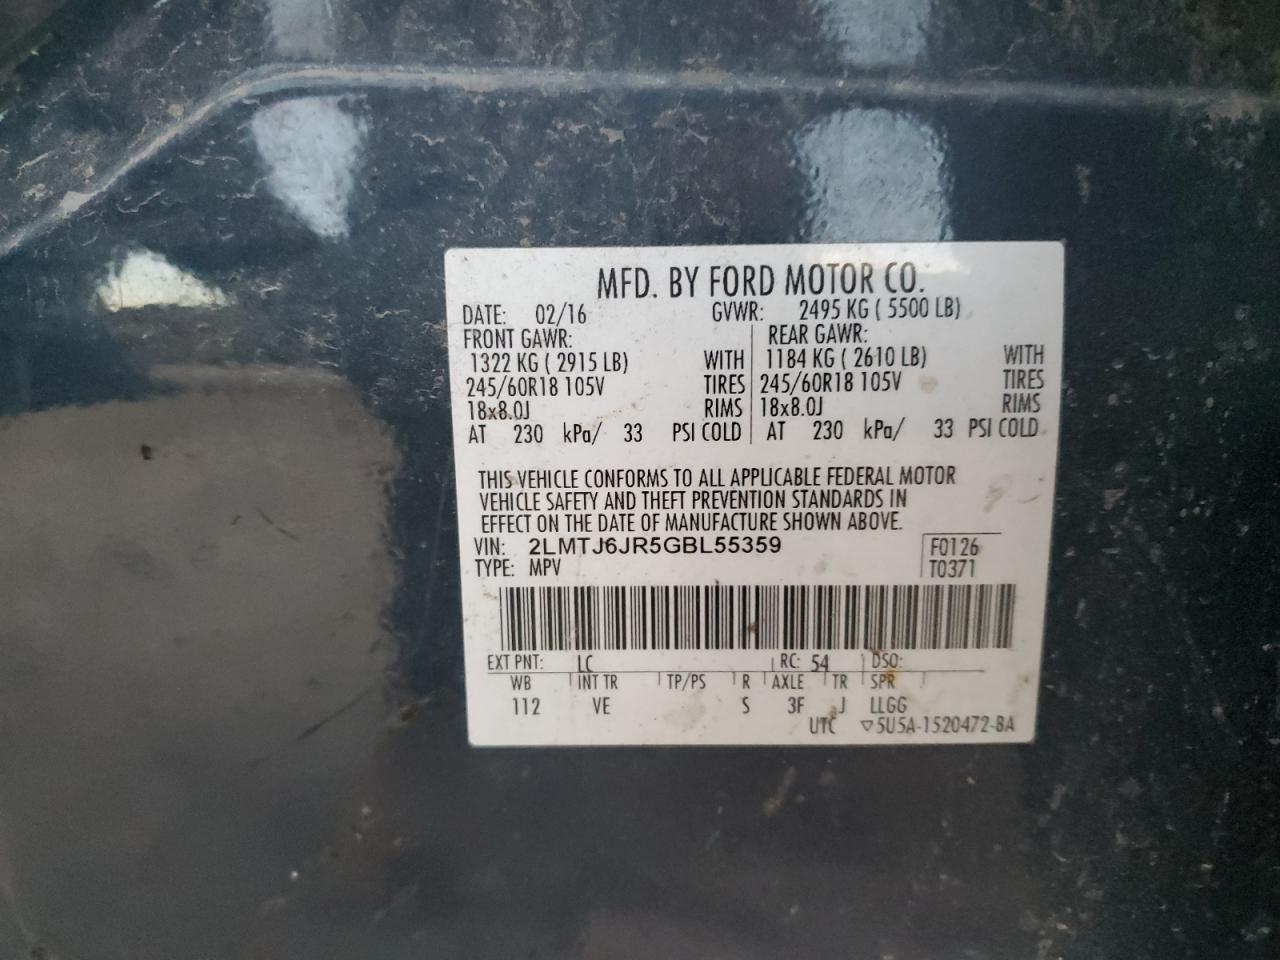 MFD. BY FORD MOTOR CO.
DATE: 02/16 GVWR: 2495 KG ( 5500 LB)
FRONT GAWR: REAR GAWR:
1322 KG ( 2915 LB) WITH 1184 KG ( 2610 LB) WITH
245/60R18 105V TIRES 245/60R18 105V TIRES
18x8.0J RIMS 18x8.0J RIMS
AT 230 kPa/ 33 PSI COLD AT 230 kPa/ 33 PSI COLD
THIS VEHICLE CONFORMS TO ALL APPLICABLE FEDERAL MOTOR
VEHICLE SAFETY AND THEFT PREVENTION STANDARDS IN
EFFECT ON THE DATE OF MANUFACTURE SHOWN ABOVE.
VIN: 2LMTJ6JR5GBL55359 F0126
TYPE: MPV T0371
EXT PNT: LC RC: 54 DSO:
WB INT TR TP/PS R AXLE TR SPR
112 VE S 3F J LLGG
UTC ▽5U5A-1520472-BA